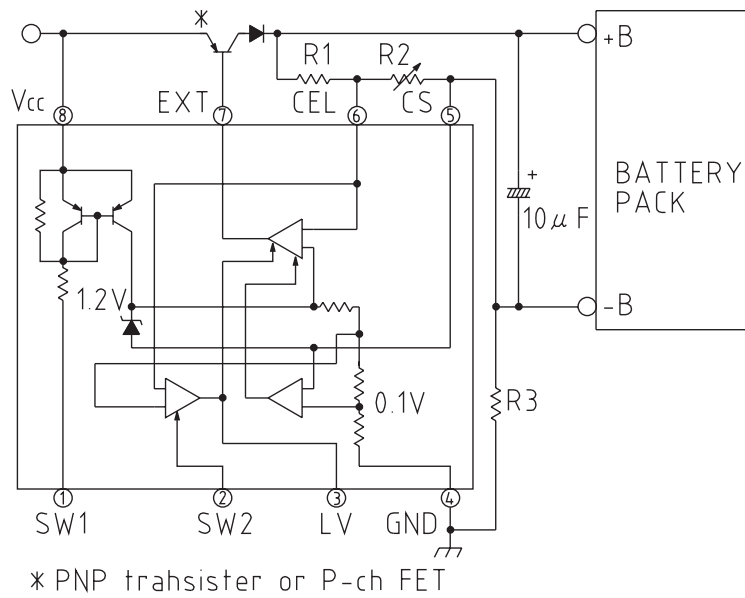 *
R1
R2
+B
Vcc
EXT
CEL
CS
8
7
6
5
BATTERY
PACK
+
10μF
1.2V
-B
0.1V
R3
1
2
3
4
SW1
SW2
LV
GND
* PNP trahsister or P-ch FET